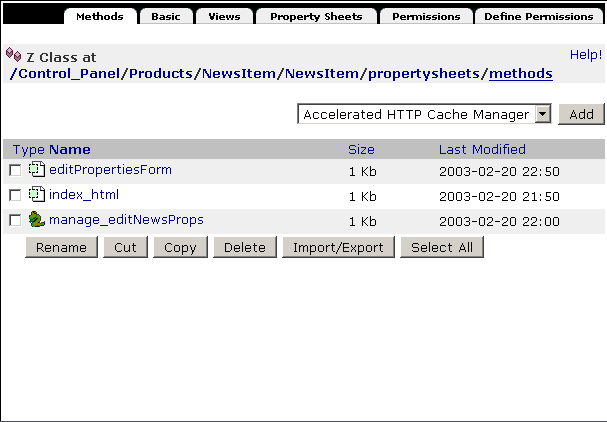 Methods Basic Views Property Sheets Permissions Define Permissions
Z Class at Help!
/Control_Panel/Products/NewsItem/NewsItem/propertysheets/methods
Accelerated HTTP Cache Manager Add
Type Name Size Last Modified
editPropertiesForm 1 Kb 2003-02-20 22:50
index_html 1 Kb 2003-02-20 21:50
manage_editNewsProps 1 Kb 2003-02-20 22:00
Rename Cut Copy Delete Import/Export Select All